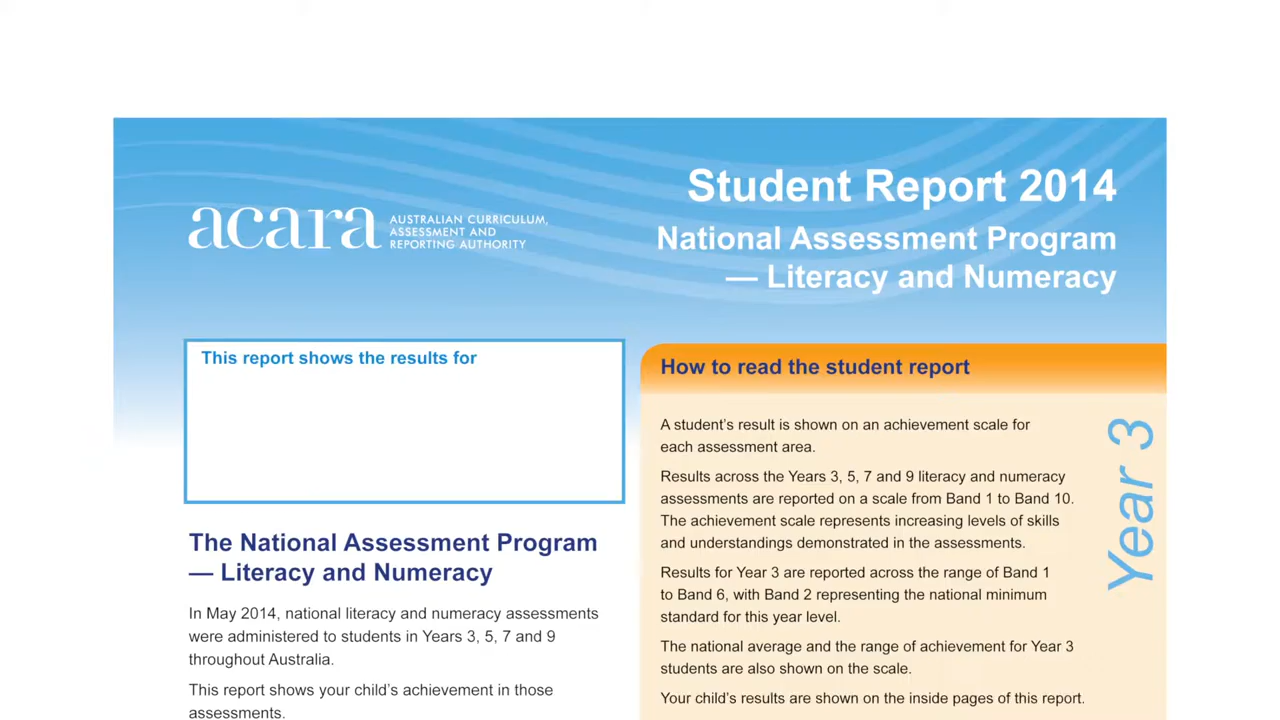 acara
AUSTRALIAN CURRICULUM,
ASSESSMENT AND
REPORTING AUTHORITY
Student Report 2014
National Assessment Program
— Literacy and Numeracy
This report shows the results for
The National Assessment Program
— Literacy and Numeracy
In May 2014, national literacy and numeracy assessments
were administered to students in Years 3, 5, 7 and 9
throughout Australia.
This report shows your child’s achievement in those
assessments.
How to read the student report
A student’s result is shown on an achievement scale for
each assessment area.
Results across the Years 3, 5, 7 and 9 literacy and numeracy
assessments are reported on a scale from Band 1 to Band 10.
The achievement scale represents increasing levels of skills
and understandings demonstrated in the assessments.
Results for Year 3 are reported across the range of Band 1
to Band 6, with Band 2 representing the national minimum
standard for this year level.
The national average and the range of achievement for Year 3
students are also shown on the scale.
Your child’s results are shown on the inside pages of this report.
Year 3